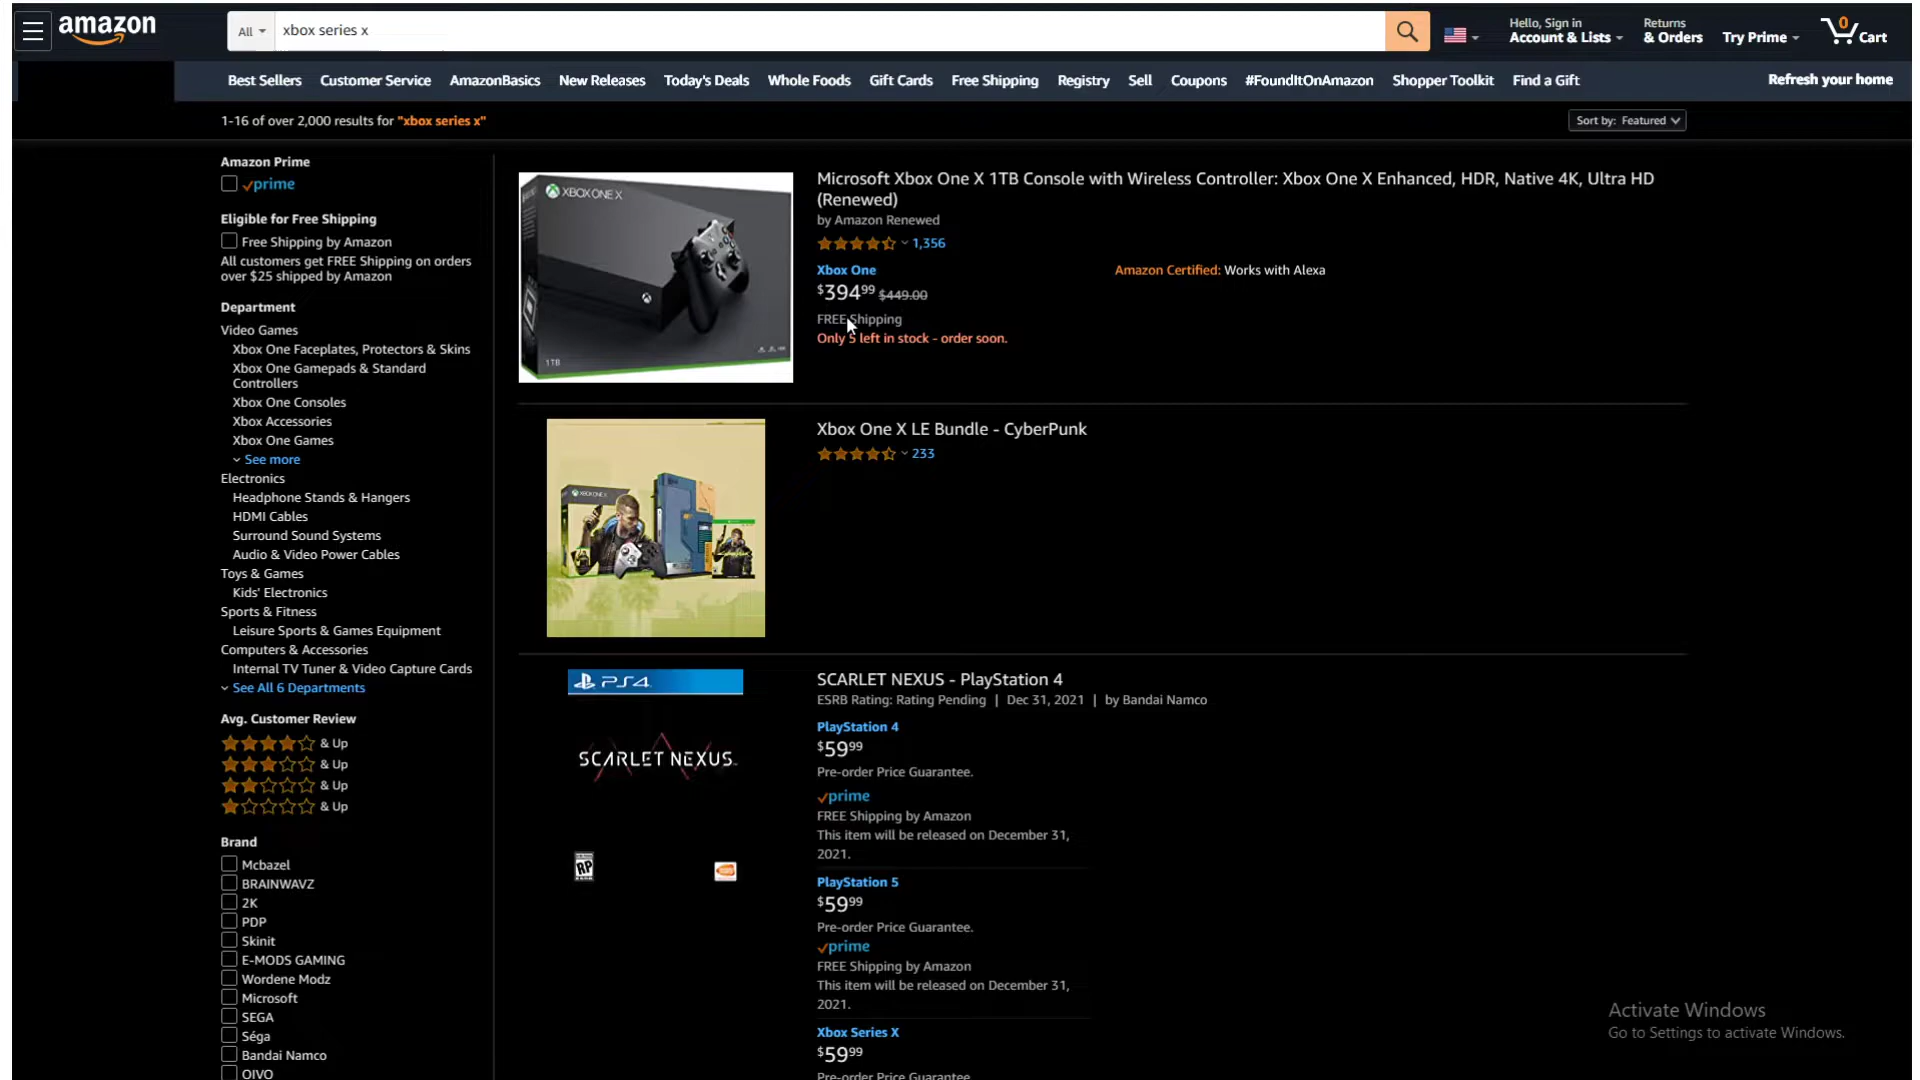 amazon
All
xbox series x
Hello, Sign in
Account & Lists
Returns
& Orders
Try Prime
0
Cart
Best Sellers
Customer Service
AmazonBasics
New Releases
Today's Deals
Whole Foods
Gift Cards
Free Shipping
Registry
Sell
Coupons
#FoundItOnAmazon
Shopper Toolkit
Find a Gift
Refresh your home
1-16 of over 2,000 results for "xbox series x"
Sort by: Featured
Amazon Prime
prime
Eligible for Free Shipping
Free Shipping by Amazon
All customers get FREE Shipping on orders
over $25 shipped by Amazon
Department
Video Games
Xbox One Faceplates, Protectors & Skins
Xbox One Gamepads & Standard
Controllers
Xbox One Consoles
Xbox Accessories
Xbox One Games
See more
Electronics
Headphone Stands & Hangers
HDMI Cables
Surround Sound Systems
Audio & Video Power Cables
Toys & Games
Kids' Electronics
Sports & Fitness
Leisure Sports & Games Equipment
Computers & Accessories
Internal TV Tuner & Video Capture Cards
See All 6 Departments
Avg. Customer Review
& Up
& Up
& Up
& Up
Brand
Mcbazel
BRAINWAVZ
2K
PDP
Skinit
E-MODS GAMING
Wordene Modz
Microsoft
SEGA
Séga
Bandai Namco
OIVO
XBOX ONE X
1TB
Microsoft Xbox One X 1TB Console with Wireless Controller: Xbox One X Enhanced, HDR, Native 4K, Ultra HD
(Renewed)
by Amazon Renewed
1,356
Xbox One
$394.99 $449.00
FREE Shipping
Only 5 left in stock - order soon.
Amazon Certified: Works with Alexa
XBOX ONE X
Xbox One X LE Bundle - CyberPunk
233
PS4
SCARLET NEXUS
RP
SCARLET NEXUS - PlayStation 4
ESRB Rating: Rating Pending | Dec 31, 2021 | by Bandai Namco
PlayStation 4
$59.99
Pre-order Price Guarantee.
prime
FREE Shipping by Amazon
This item will be released on December 31,
2021.
PlayStation 5
$59.99
Pre-order Price Guarantee.
prime
FREE Shipping by Amazon
This item will be released on December 31,
2021.
Xbox Series X
$59.99
Pre-order Price Guarantee.
Activate Windows
Go to Settings to activate Windows.